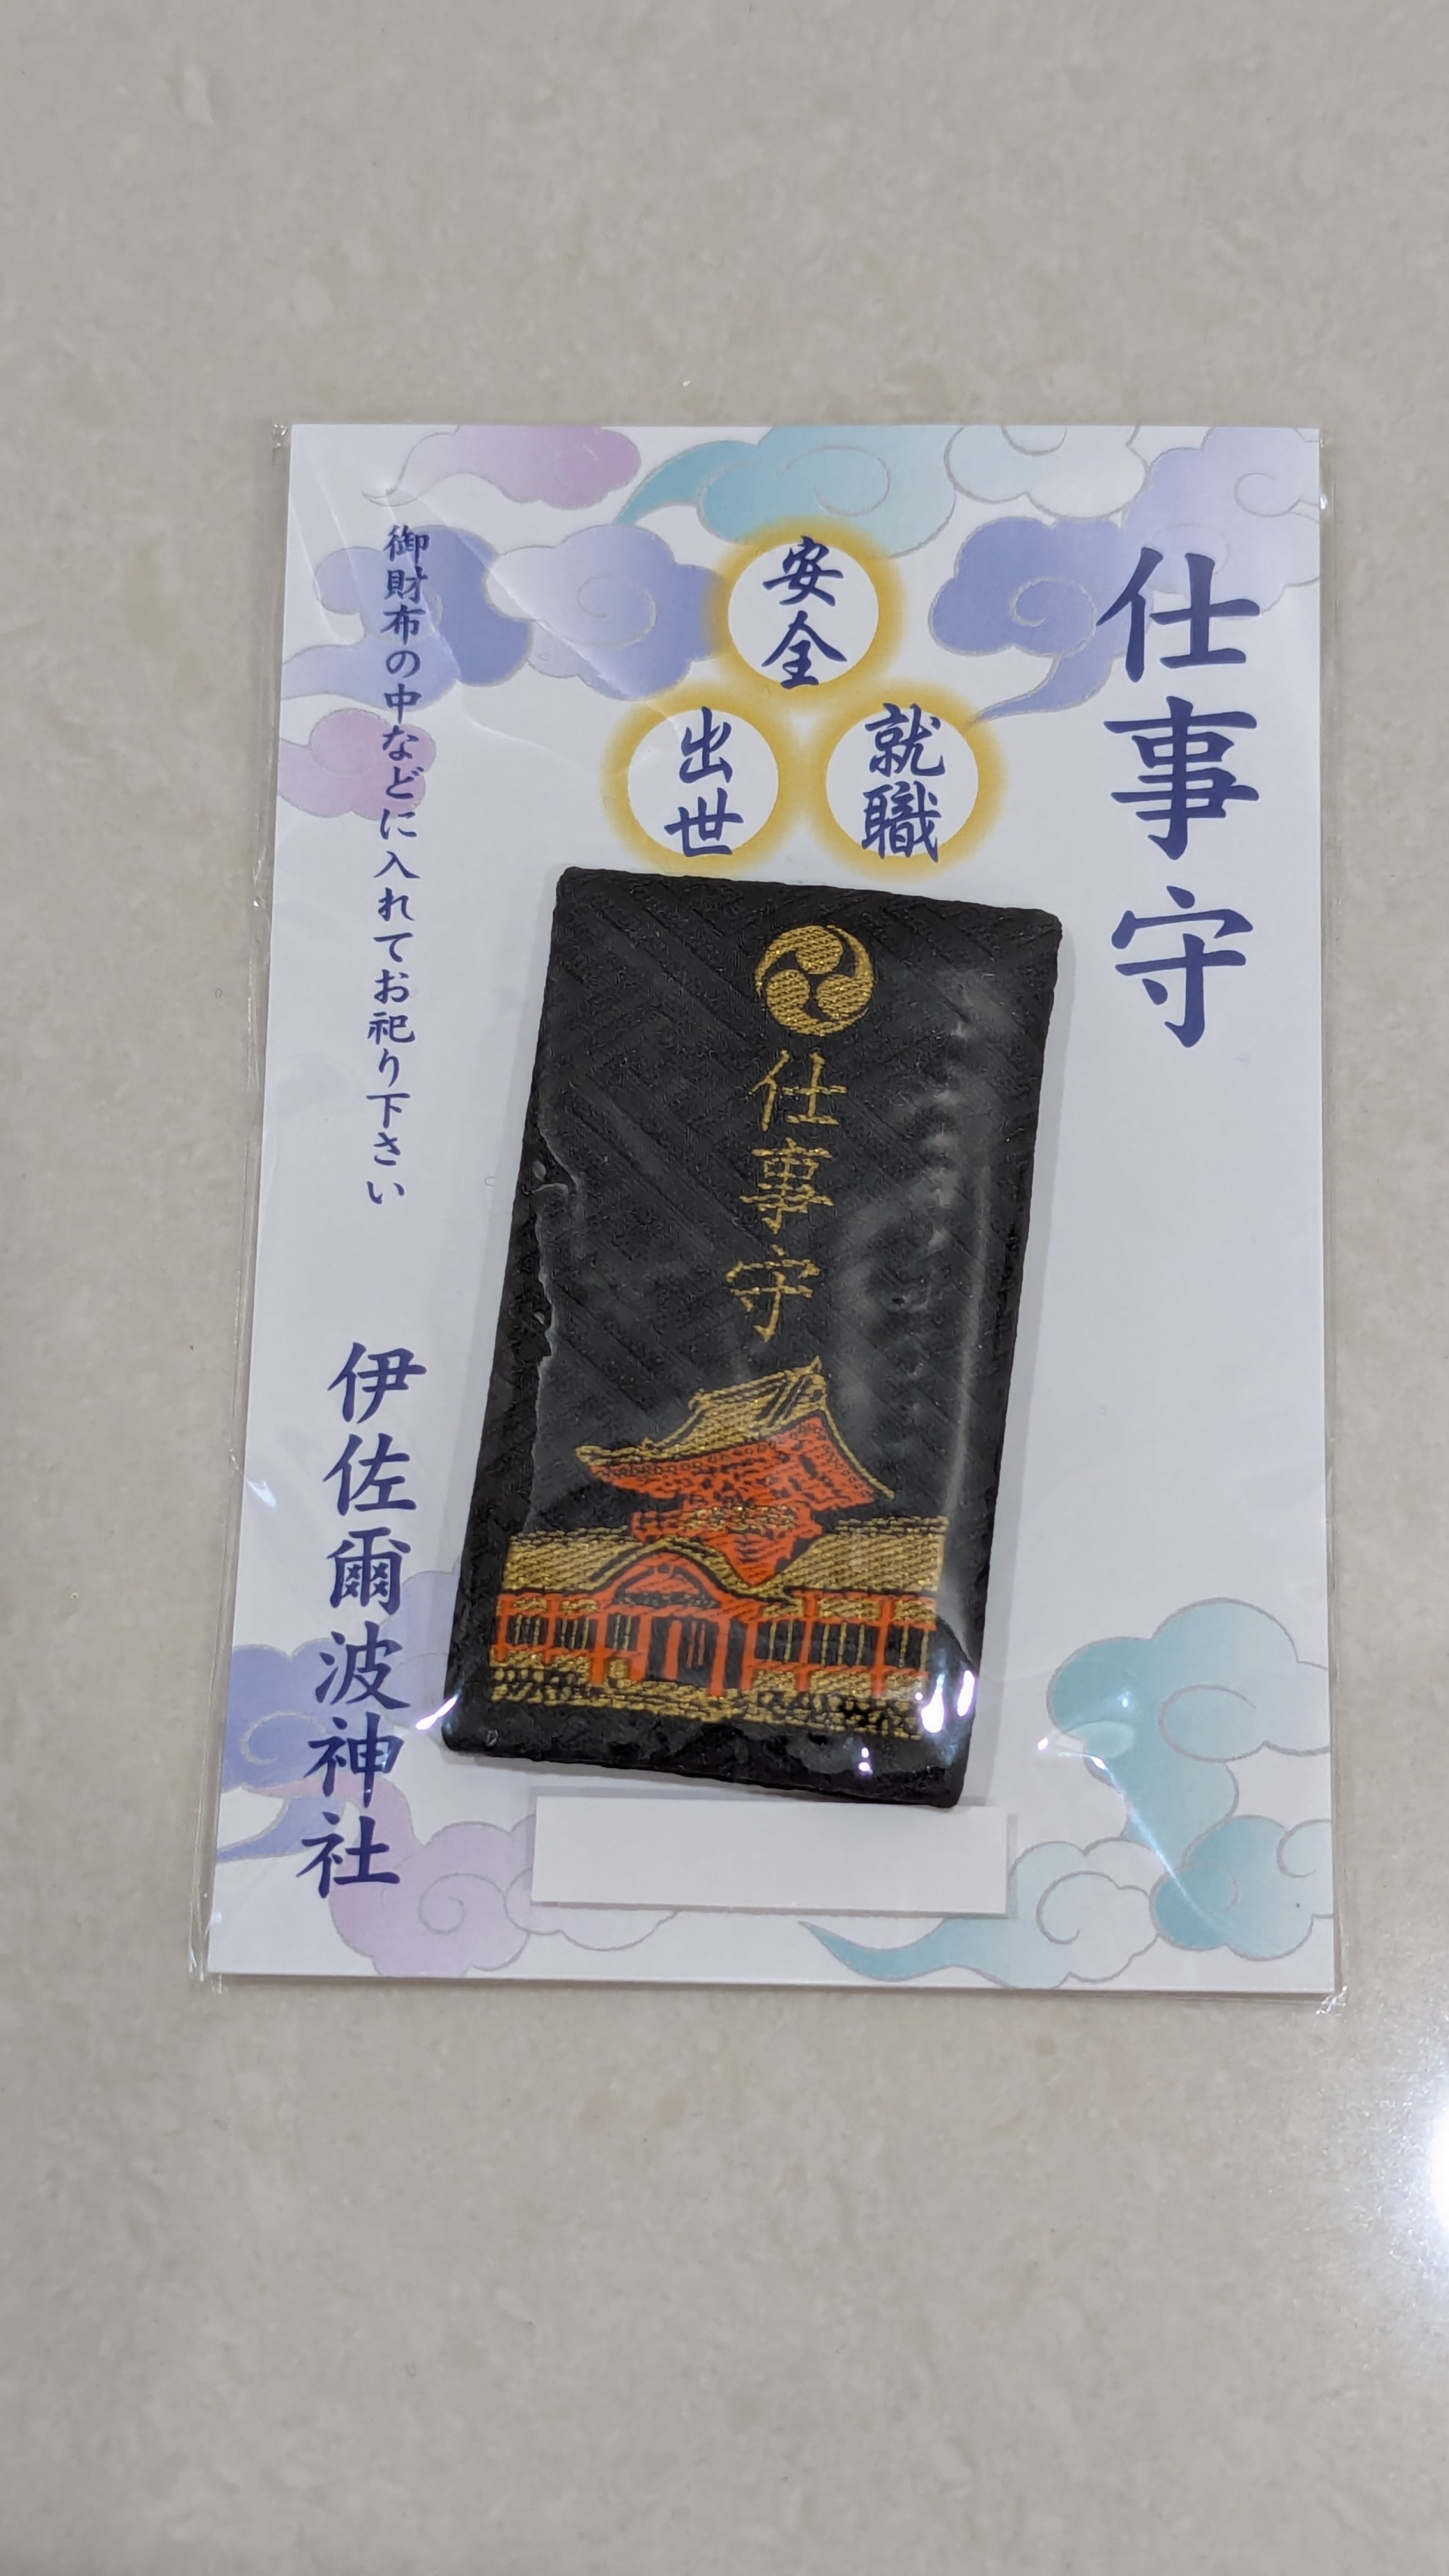 仕事守
安全
就職
出世
仕事守
御財布の中などに入れてお祀り下さい
伊佐爾波神社